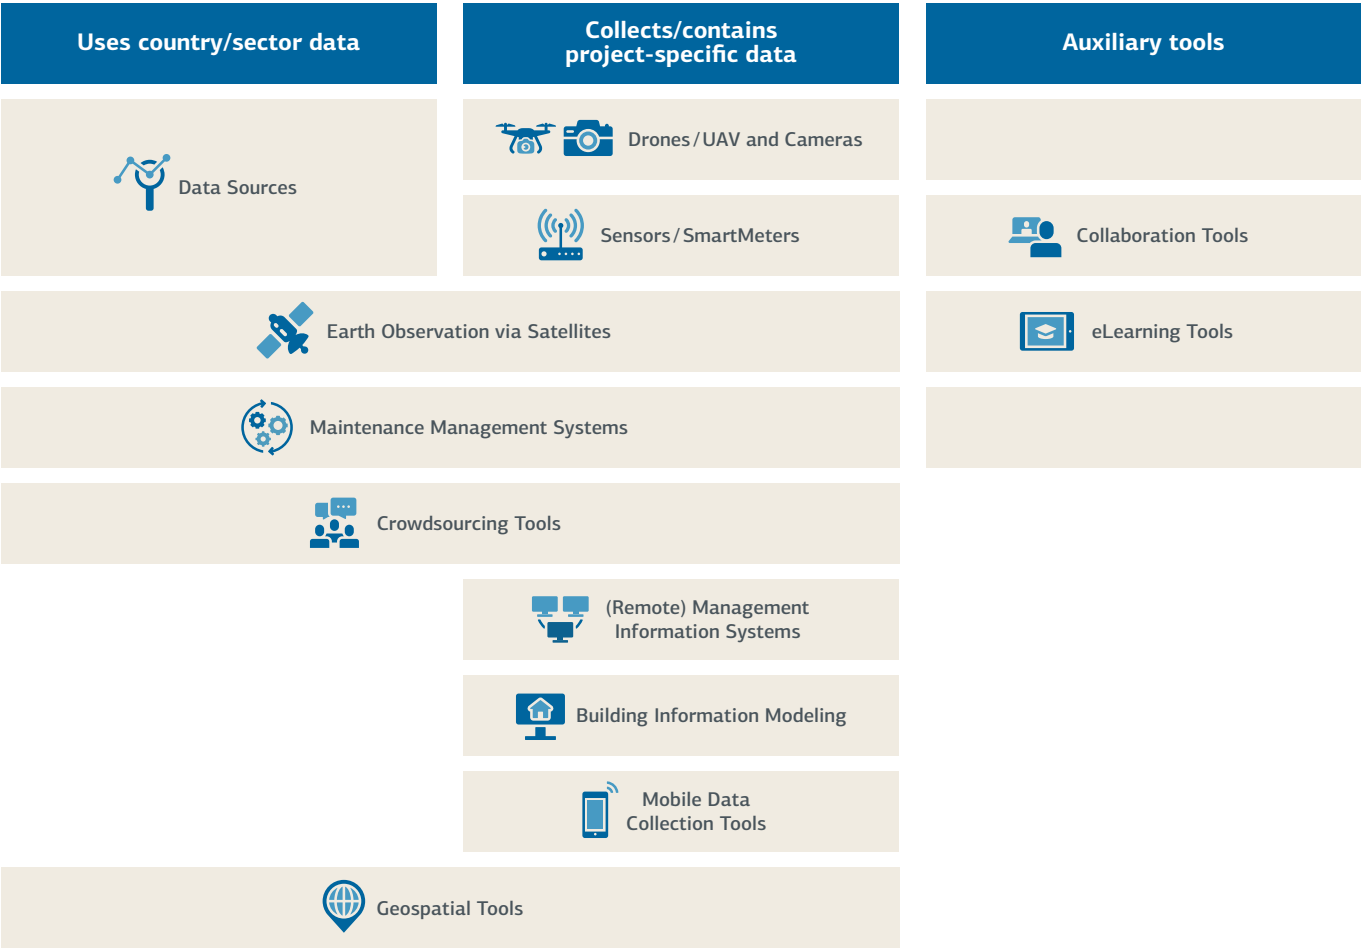 Uses country/sector data
Collects/contains
project-specific data
Auxiliary tools
Data Sources
Drones/UAV and Cameras
Sensors/SmartMeters
Collaboration Tools
Earth Observation via Satellites
eLearning Tools
Maintenance Management Systems
Crowdsourcing Tools
(Remote) Management
Information Systems
Building Information Modeling
Mobile Data
Collection Tools
Geospatial Tools